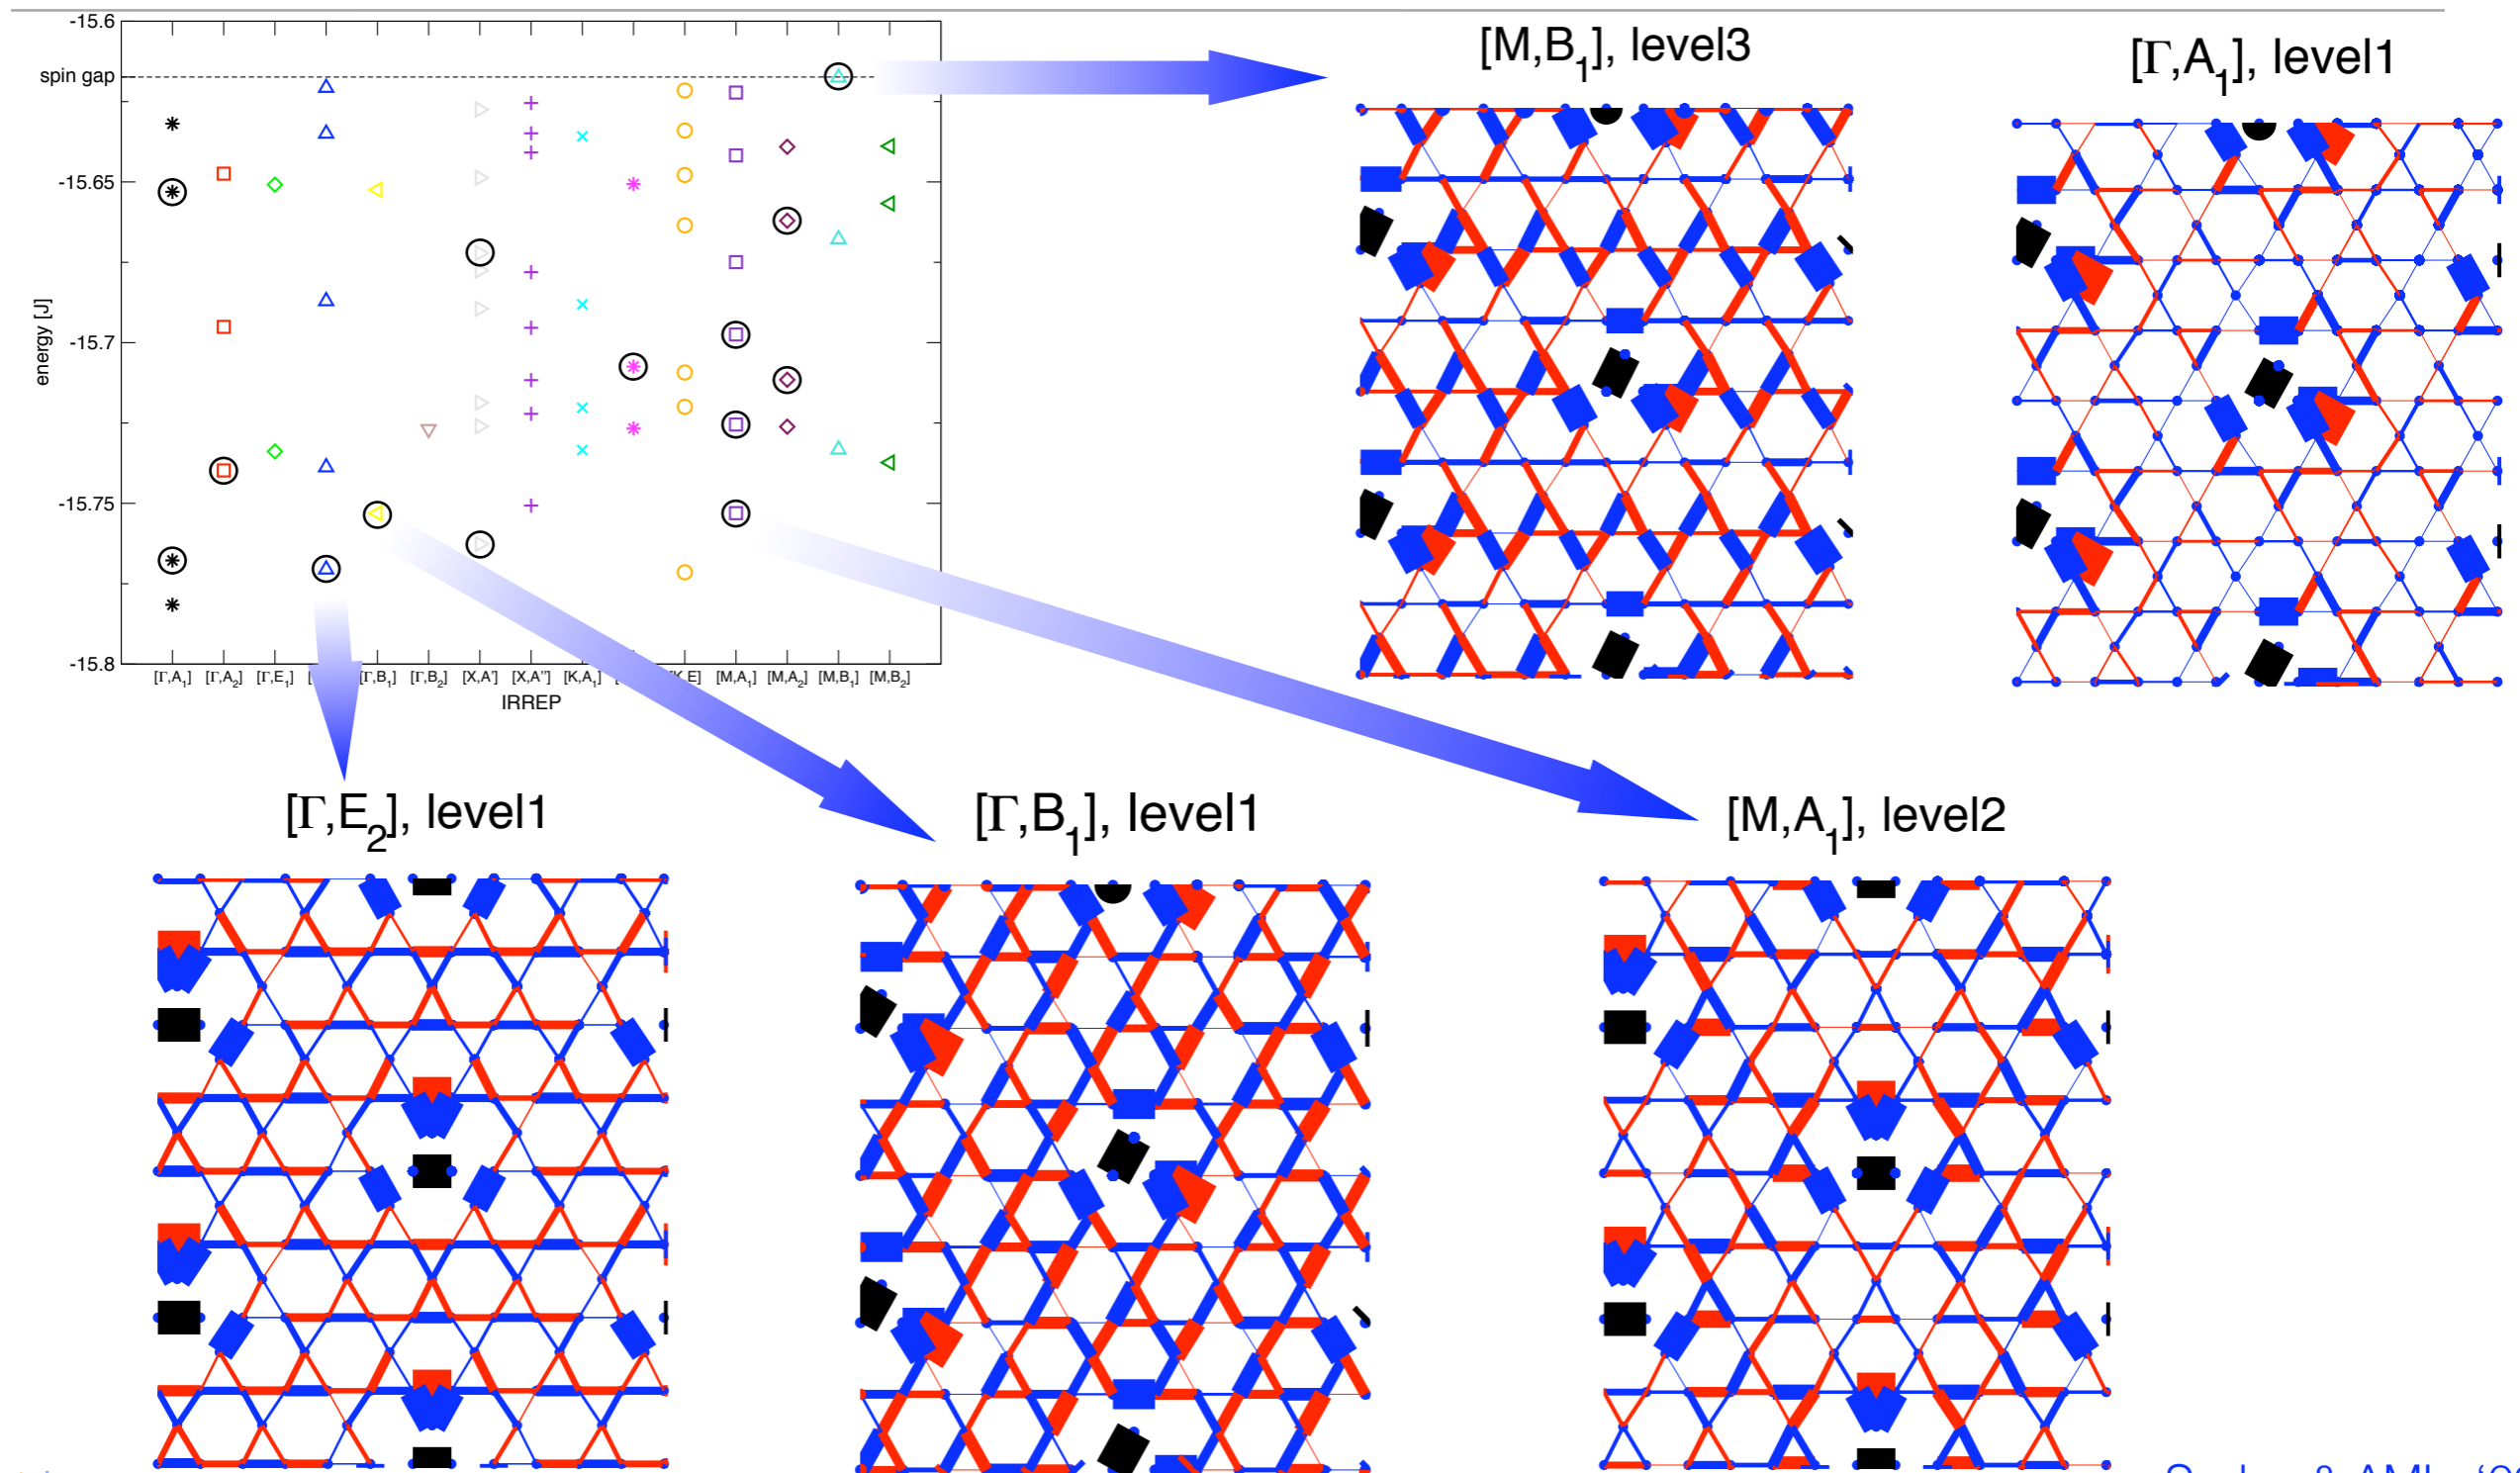 -15.6
spin gap
-15.65
-15.7
-15.75
-15.8
energy [J]
[Γ,A1] [Γ,A2] [Γ,E1] [Γ,B1] [Γ,B2] [X,A'] [X,A''] [K,A1] [K,E] [M,A1] [M,A2] [M,B1] [M,B2]
IRREP
[M,B1], level3
[Γ,A1], level1
[Γ,E2], level1
[Γ,B1], level1
[M,A1], level2